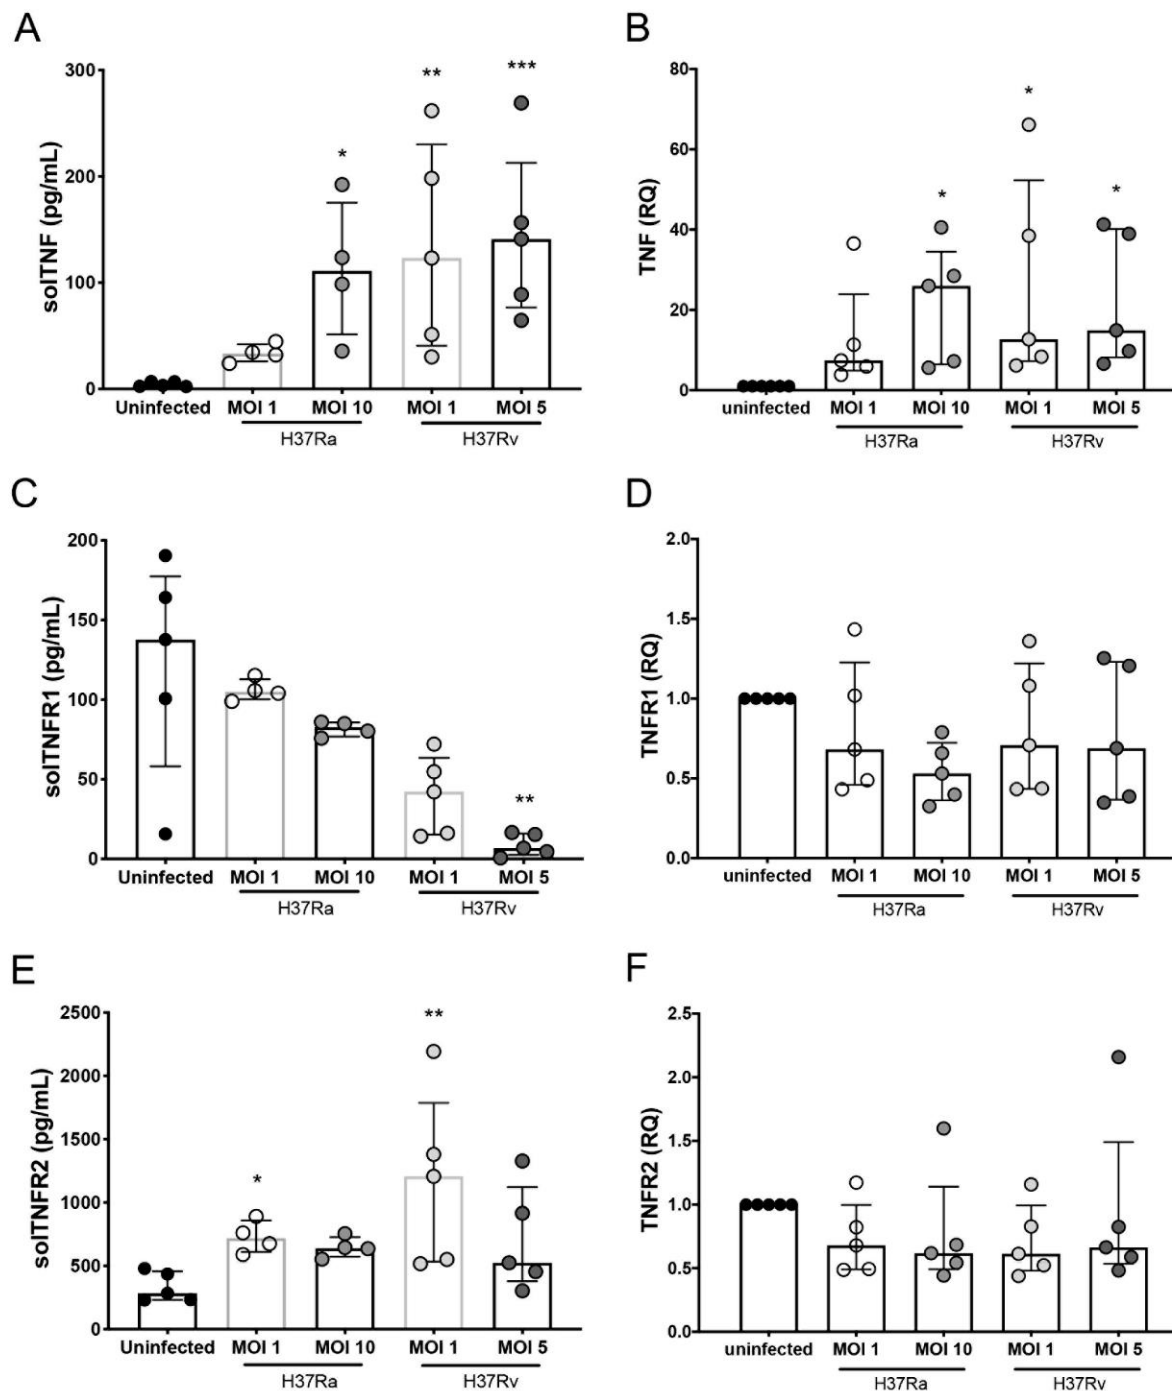 A
solTNF (pg/mL)
300
200
100
0
*
**
***
Uninfected MOI 1 MOI 10 MOI 1 MOI 5
H37Ra H37Rv
B
TNF (RQ)
80
60
40
20
0
*
*
*
uninfected MOI 1 MOI 10 MOI 1 MOI 5
H37Ra H37Rv
C
solTNFR1 (pg/mL)
200
150
100
50
0
**
Uninfected MOI 1 MOI 10 MOI 1 MOI 5
H37Ra H37Rv
D
TNFR1 (RQ)
2.0
1.5
1.0
0.5
0.0
uninfected MOI 1 MOI 10 MOI 1 MOI 5
H37Ra H37Rv
E
solTNFR2 (pg/mL)
2500
2000
1500
1000
500
0
*
**
Uninfected MOI 1 MOI 10 MOI 1 MOI 5
H37Ra H37Rv
F
TNFR2 (RQ)
2.5
2.0
1.5
1.0
0.5
0.0
uninfected MOI 1 MOI 10 MOI 1 MOI 5
H37Ra H37Rv